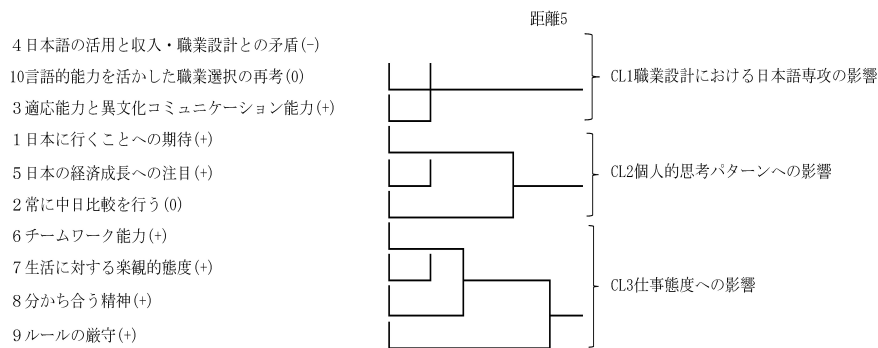 距離5
4日本語の活用と収入・職業設計との矛盾(-)
10言語的能力を活かした職業選択の再考(0)
3適応能力と異文化コミュニケーション能力(+)
CL1職業設計における日本語専攻の影響
1日本に行くことへの期待(+)
5日本の経済成長への注目(+)
2常に中日比較を行う(0)
CL2個人的思考パターンへの影響
6チームワーク能力(+)
7生活に対する楽観的態度(+)
8分かち合う精神(+)
9ルールの厳守(+)
CL3仕事態度への影響